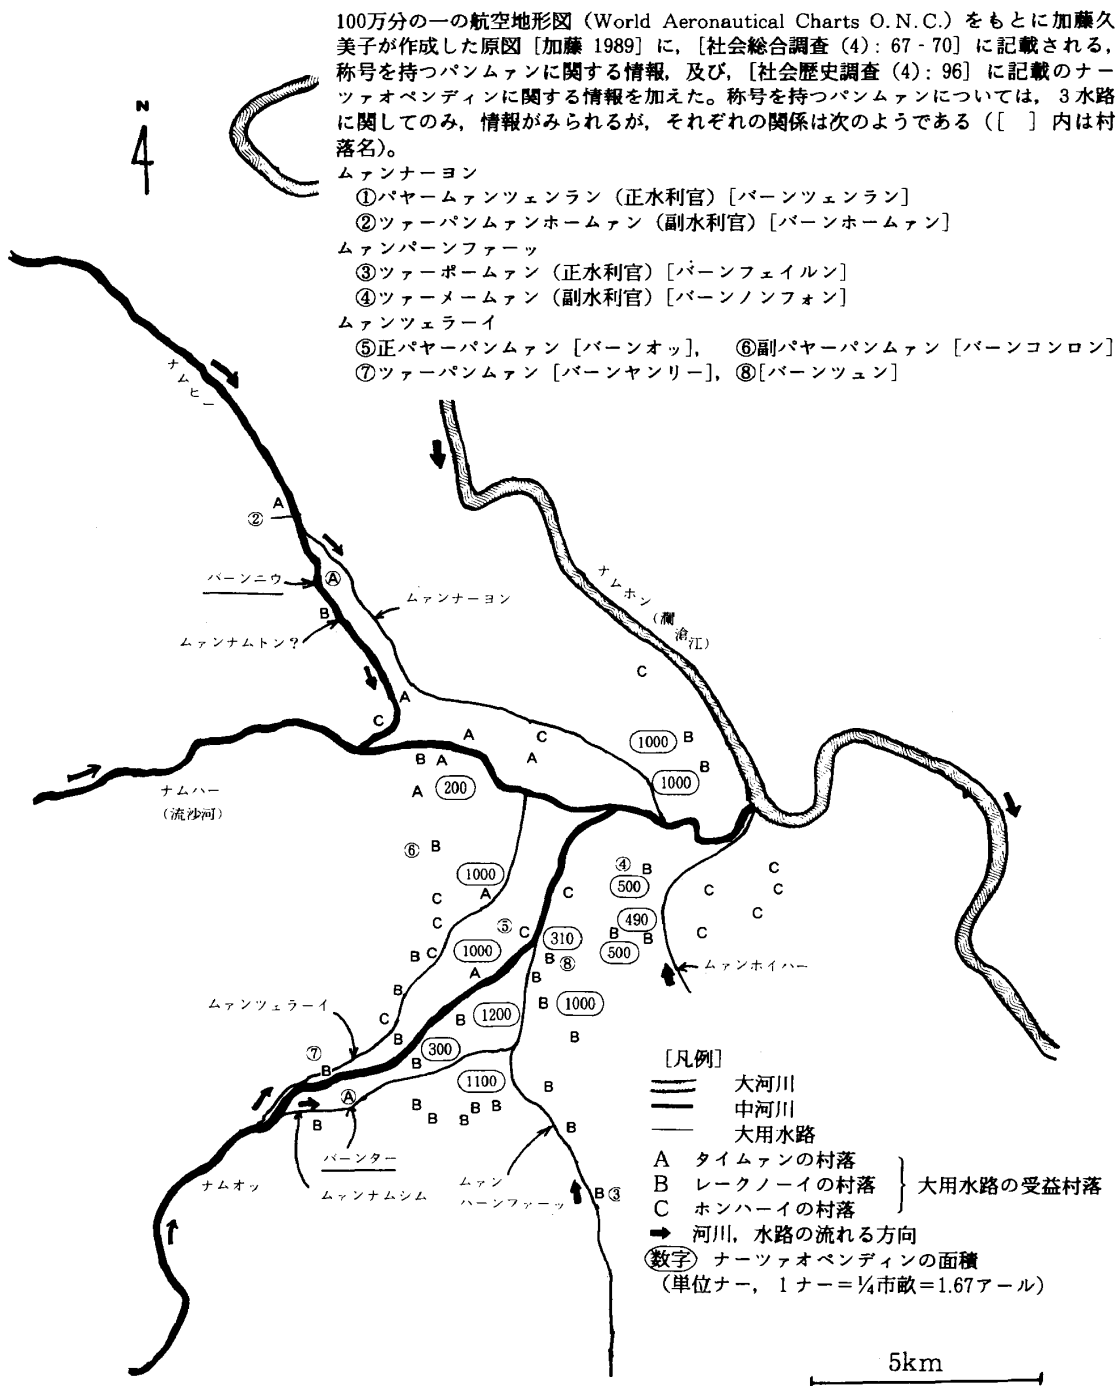 100万分の一の航空地形図（World Aeronautical Charts O.N.C.）をもとに加藤久
美子が作成した原図［加藤 1989］に，［社会総合調査（4）：67-70］に記載される，
称号を持つパンムァンに関する情報，及び，［社会歴史調査（4）：96］に記載のナー
ツァオペンディンに関する情報を加えた。称号を持つパンムァンについては，3水路
に関してのみ，情報がみられるが，それぞれの関係は次のようである（［　］内は村
落名）。
ムァンナーヨン
①パヤームァンツェンラン（正水利官）［バーンツェンラン］
②ツァーパンムァンホームァン（副水利官）［バーンホームァン］
ムァンパーンファーッ
③ツァーポームァン（正水利官）［バーンフェイルン］
④ツァーメームァン（副水利官）［バーンノンフォン］
ムァンツェラーイ
⑤正パヤーパンムァン［バーンオッ］，　⑥副パヤーパンムァン［バーンコンロン］
⑦ツァーパンムァン［バーンヤンリー］，⑧［バーンツュン］
N
ナムヒー
A
②
バーンニウ
Ⓐ
ムァンナーヨン
B
ムァンナムトン？
ナムホン
（瀾滄江）
C
A
C
A
C
1000
B
B
A
A
B
1000
A
200
ナムハー
（流沙河）
⑥
B
④
B
500
C
1000
A
C
C
C
C
C
C
C
⑤
C
310
490
B
B
500
B
C
1000
B
⑧
A
B
ムァンホイハー
B
B
1000
ムァンツェラーイ
C
B
1200
B
B
⑦
B
300
B
1100
B
Ⓐ
B
B
B
B
B
B
B
バーンター
ナムオッ
ムァンナムシム
ムァン
ハーンファーッ
B
③
［凡例］
大河川
中河川
大用水路
A　タイムァンの村落
B　レークノーイの村落
C　ホンハーイの村落
大用水路の受益村落
➡　河川，水路の流れる方向
数字　ナーツァオペンディンの面積
（単位ナー，1ナー＝¼市畝＝1.67アール）
5km